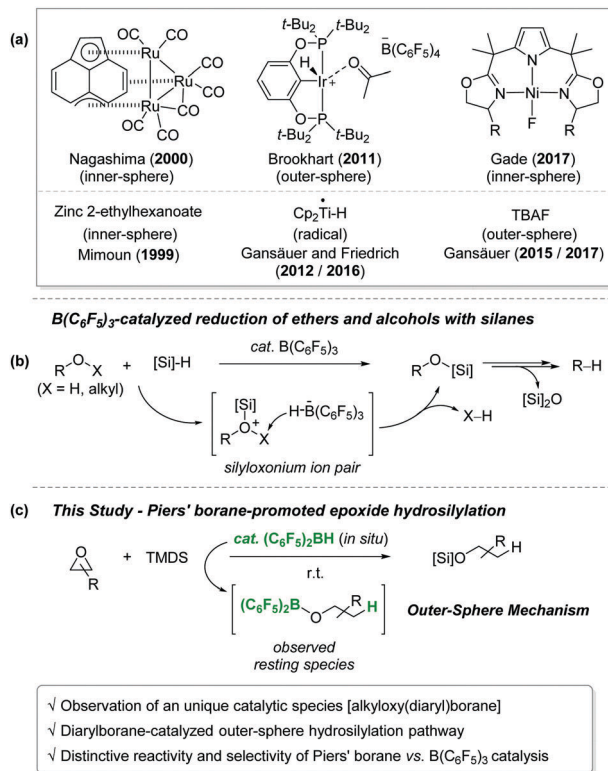 (a)
CO
OC
CO
Ru
Ru
CO
Ru
OC
CO
CO
t-Bu2
O
P
H
Ir
+
O
O
P
t-Bu2
t-Bu2
B(C6F5)4
N
O
N
Ni
N
O
R
F
R
Nagashima (2000)
(inner-sphere)
Brookhart (2011)
(outer-sphere)
Gade (2017)
(inner-sphere)
Zinc 2-ethylhexanoate
(inner-sphere)
Mimoun (1999)
Cp2Ti-H
(radical)
Gansäuer and Friedrich
(2012 / 2016)
TBAF
(outer-sphere)
Gansäuer (2015 / 2017)
B(C6F5)3-catalyzed reduction of ethers and alcohols with silanes
(b)
R O X + [Si]-H
(X = H, alkyl)
cat. B(C6F5)3
R O [Si]
R–H
[Si]2O
[Si]
R O + X
H-B(C6F5)3
X–H
silyloxonium ion pair
(c) This Study - Piers' borane-promoted epoxide hydrosilylation
O
R
+ TMDS
cat. (C6F5)2BH (in situ)
r.t.
[Si]O R H
(C6F5)2B O R H
Outer-Sphere Mechanism
observed
resting species
√ Observation of an unique catalytic species [alkyloxy(diaryl)borane]
√ Diarylborane-catalyzed outer-sphere hydrosilylation pathway
√ Distinctive reactivity and selectivity of Piers' borane vs. B(C6F5)3 catalysis